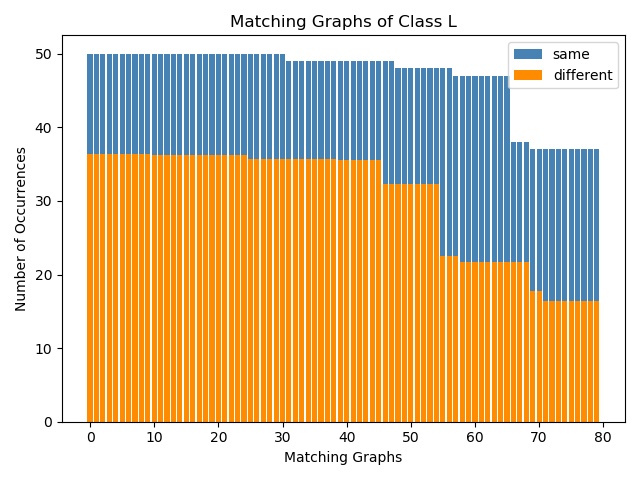 Matching Graphs of Class L
same
different
Number of Occurrences
50
40
30
20
10
0
0 10 20 30 40 50 60 70 80
Matching Graphs